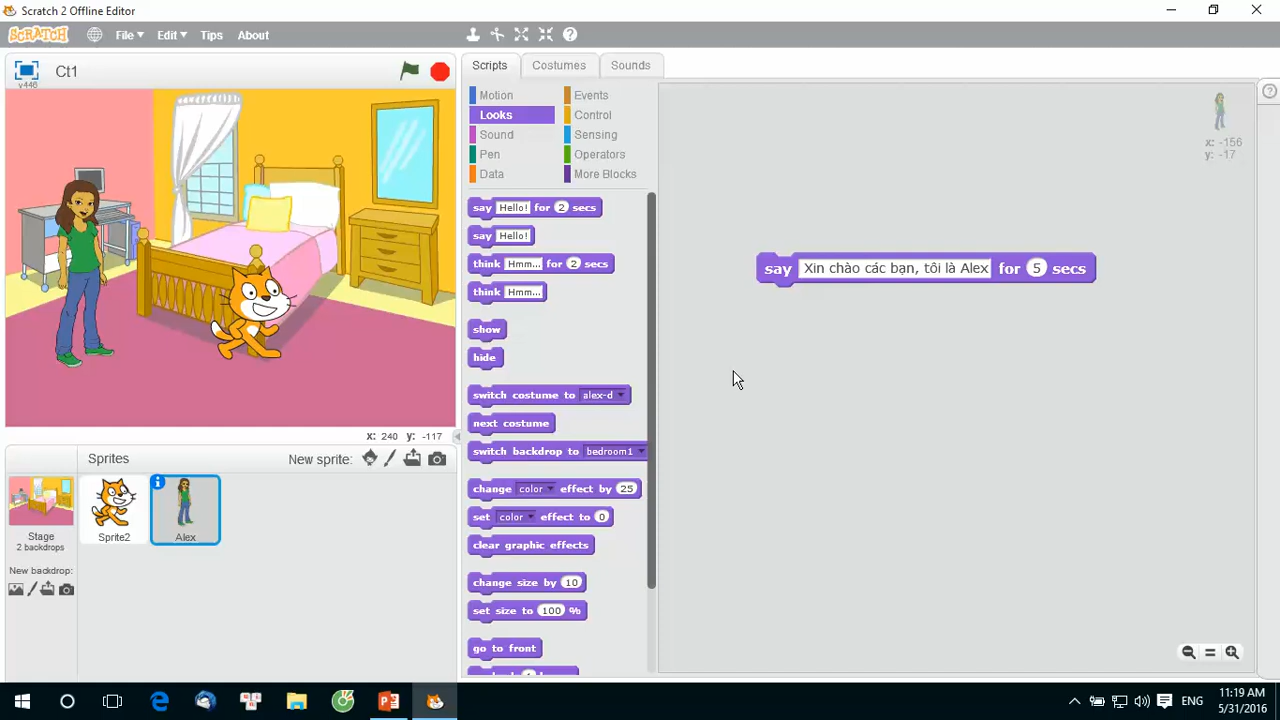 Scratch 2 Offline Editor
SCRATCH File Edit Tips About
v446 Ct1
Scripts Costumes Sounds
Motion Events
Looks Control
Sound Sensing
Pen Operators
Data More Blocks
say Hello! for 2 secs
say Hello!
think Hmm... for 2 secs
think Hmm...
show
hide
switch costume to alex-d
next costume
switch backdrop to bedroom1
change color effect by 25
set color effect to 0
clear graphic effects
change size by 10
set size to 100 %
go to front
x: -156
y: -17
say Xin chào các bạn, tôi là Alex for 5 secs
x: 240 y: -117
Sprites New sprite:
Stage
2 backdrops
New backdrop:
Sprite2
Alex
ENG
11:19 AM
5/31/2016